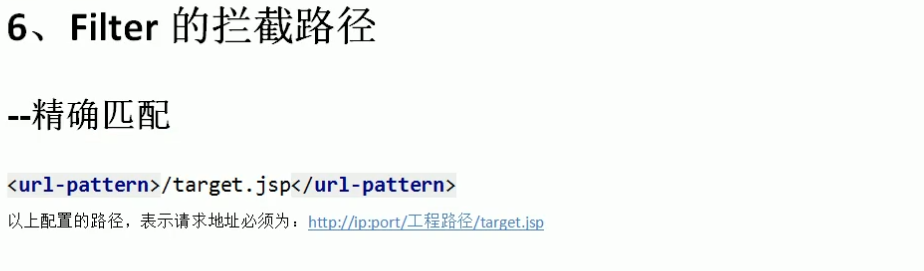 6、Filter 的拦截路径
--精确匹配
<url-pattern>/target.jsp</url-pattern>
以上配置的路径，表示请求地址必须为：http://ip:port/工程路径/target.jsp